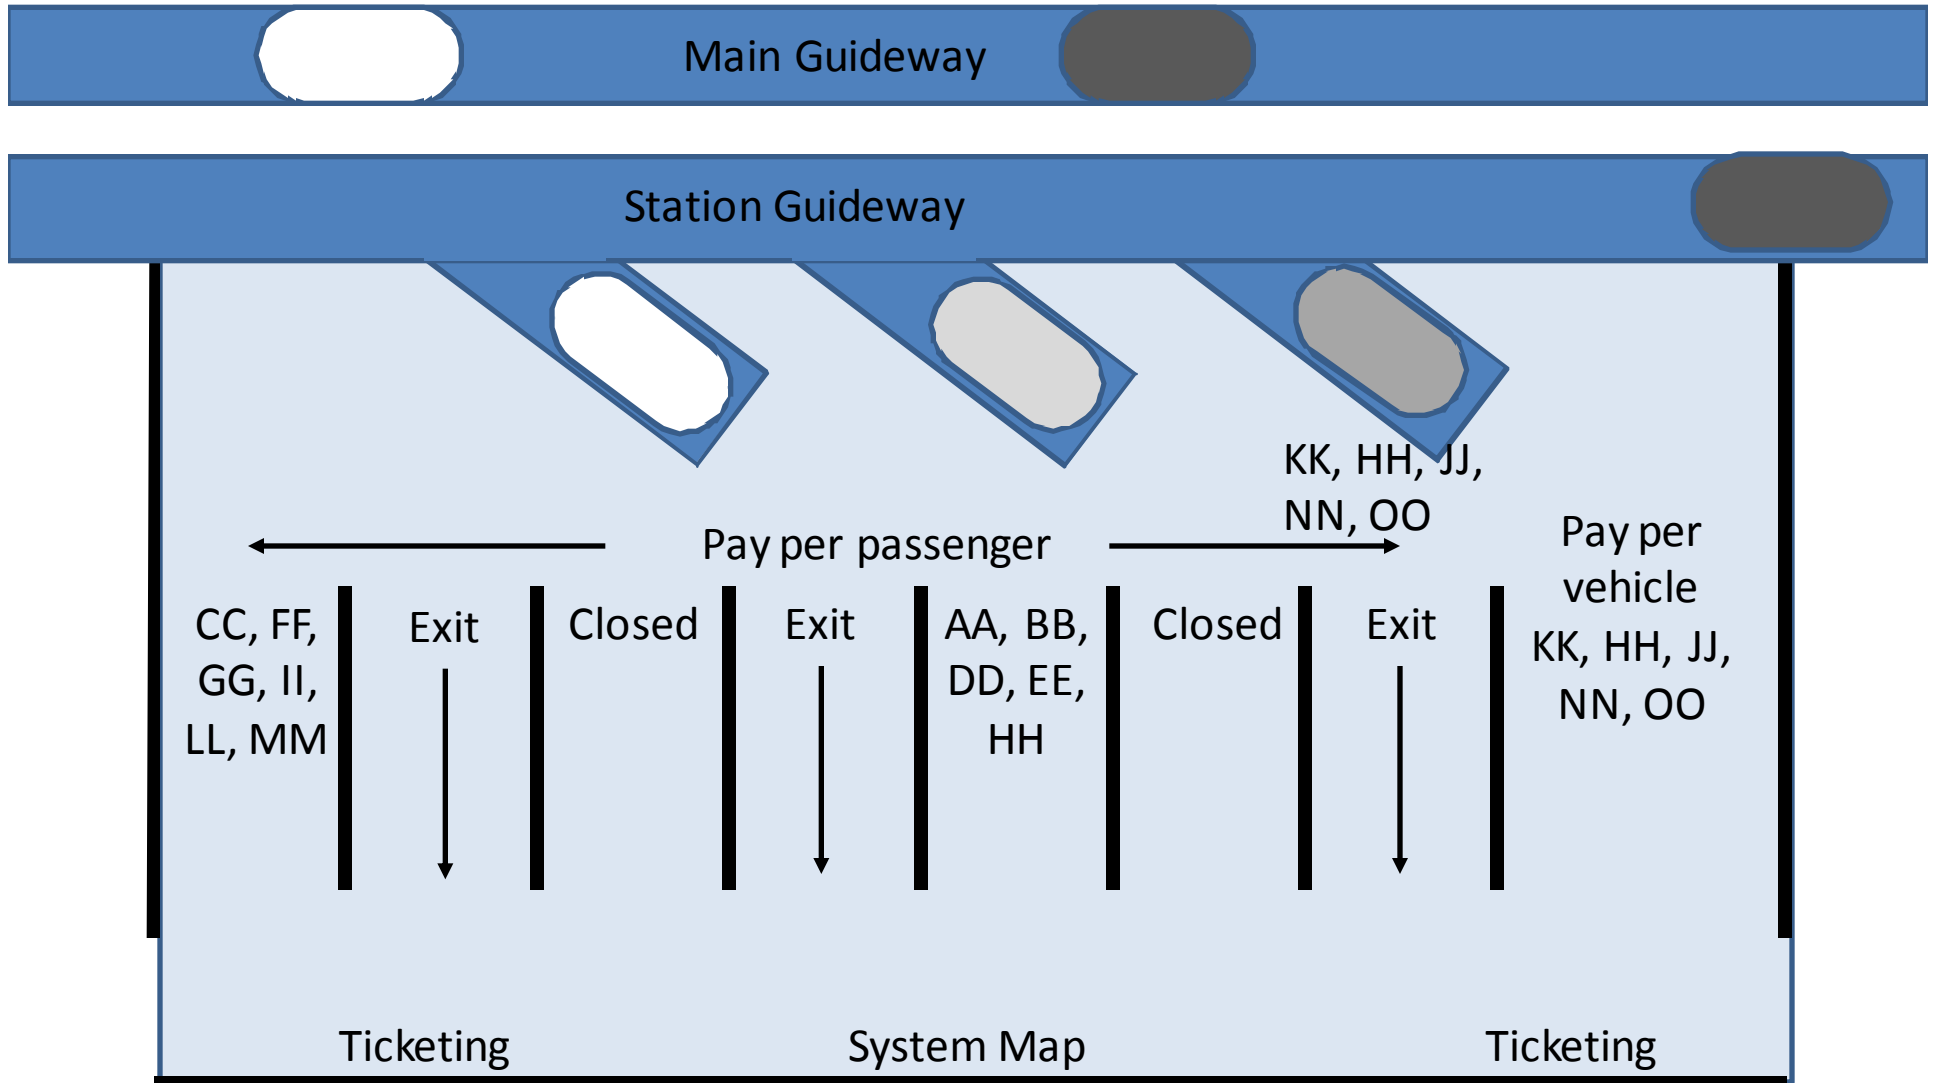 Main Guideway
Station Guideway
KK, HH, JJ,
NN, OO
Pay per passenger
Pay per
vehicle
KK, HH, JJ,
NN, OO
CC, FF,
GG, II,
LL, MM
Exit
Closed
Exit
AA, BB,
DD, EE,
HH
Closed
Exit
Ticketing
System Map
Ticketing